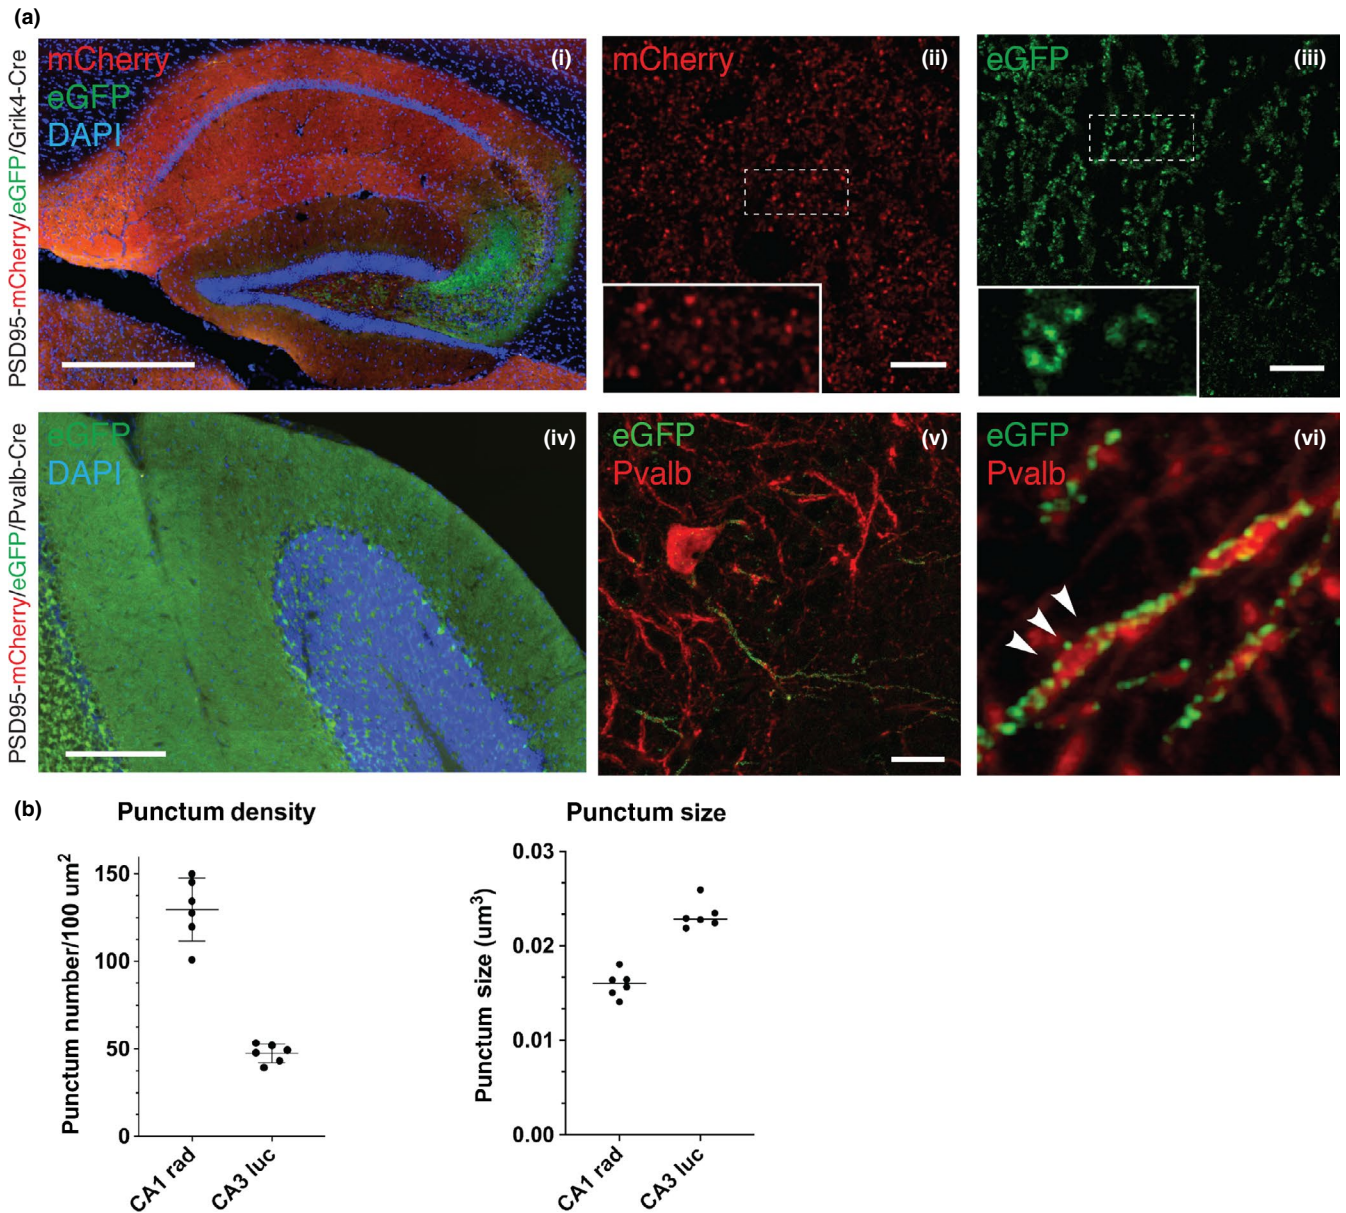 (a)
PSD95-mCherry/eGFP/Grik4-Cre
mCherry
eGFP
DAPI
(i)
mCherry
(ii)
eGFP
(iii)
PSD95-mCherry/eGFP/Pvalb-Cre
eGFP
DAPI
(iv)
eGFP
Pvalb
(v)
eGFP
Pvalb
(vi)
(b)
Punctum density
Punctum number/100 um²
150
100
50
0
CA1 rad
CA3 luc
Punctum size
Punctum size (um³)
0.03
0.02
0.01
0.00
CA1 rad
CA3 luc